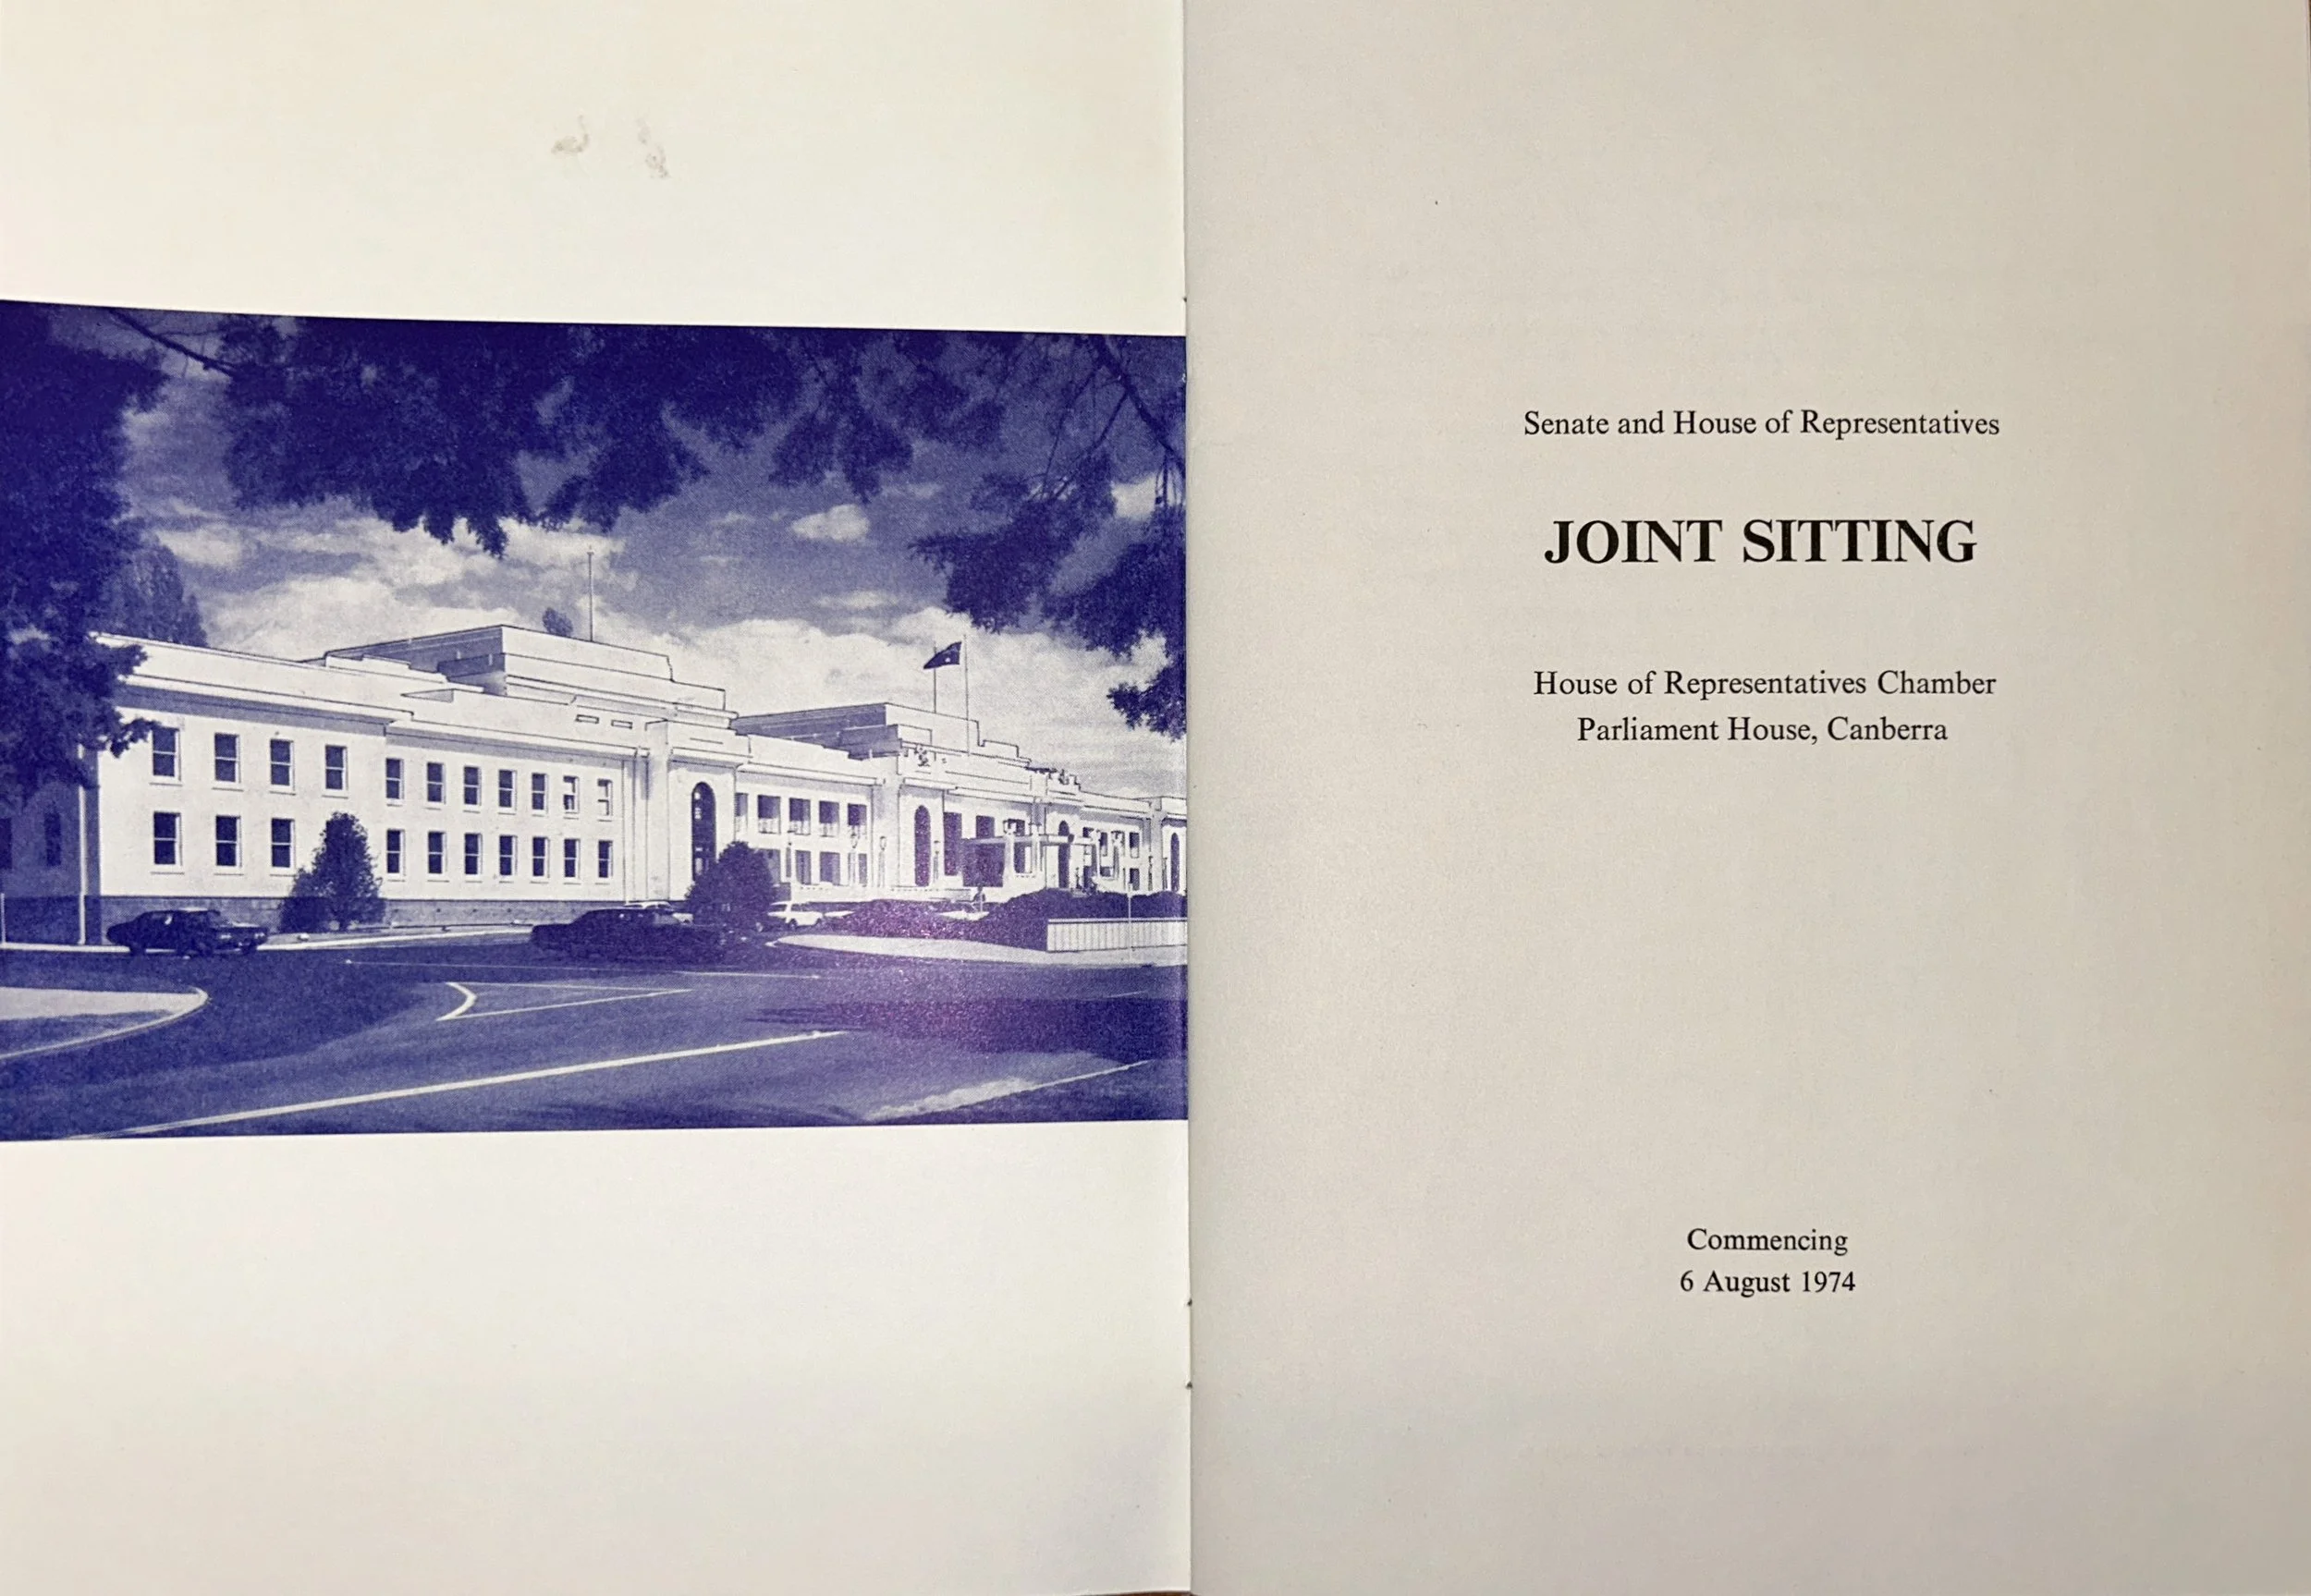 Senate and House of Representatives
JOINT SITTING
House of Representatives Chamber
Parliament House, Canberra
Commencing
6 August 1974